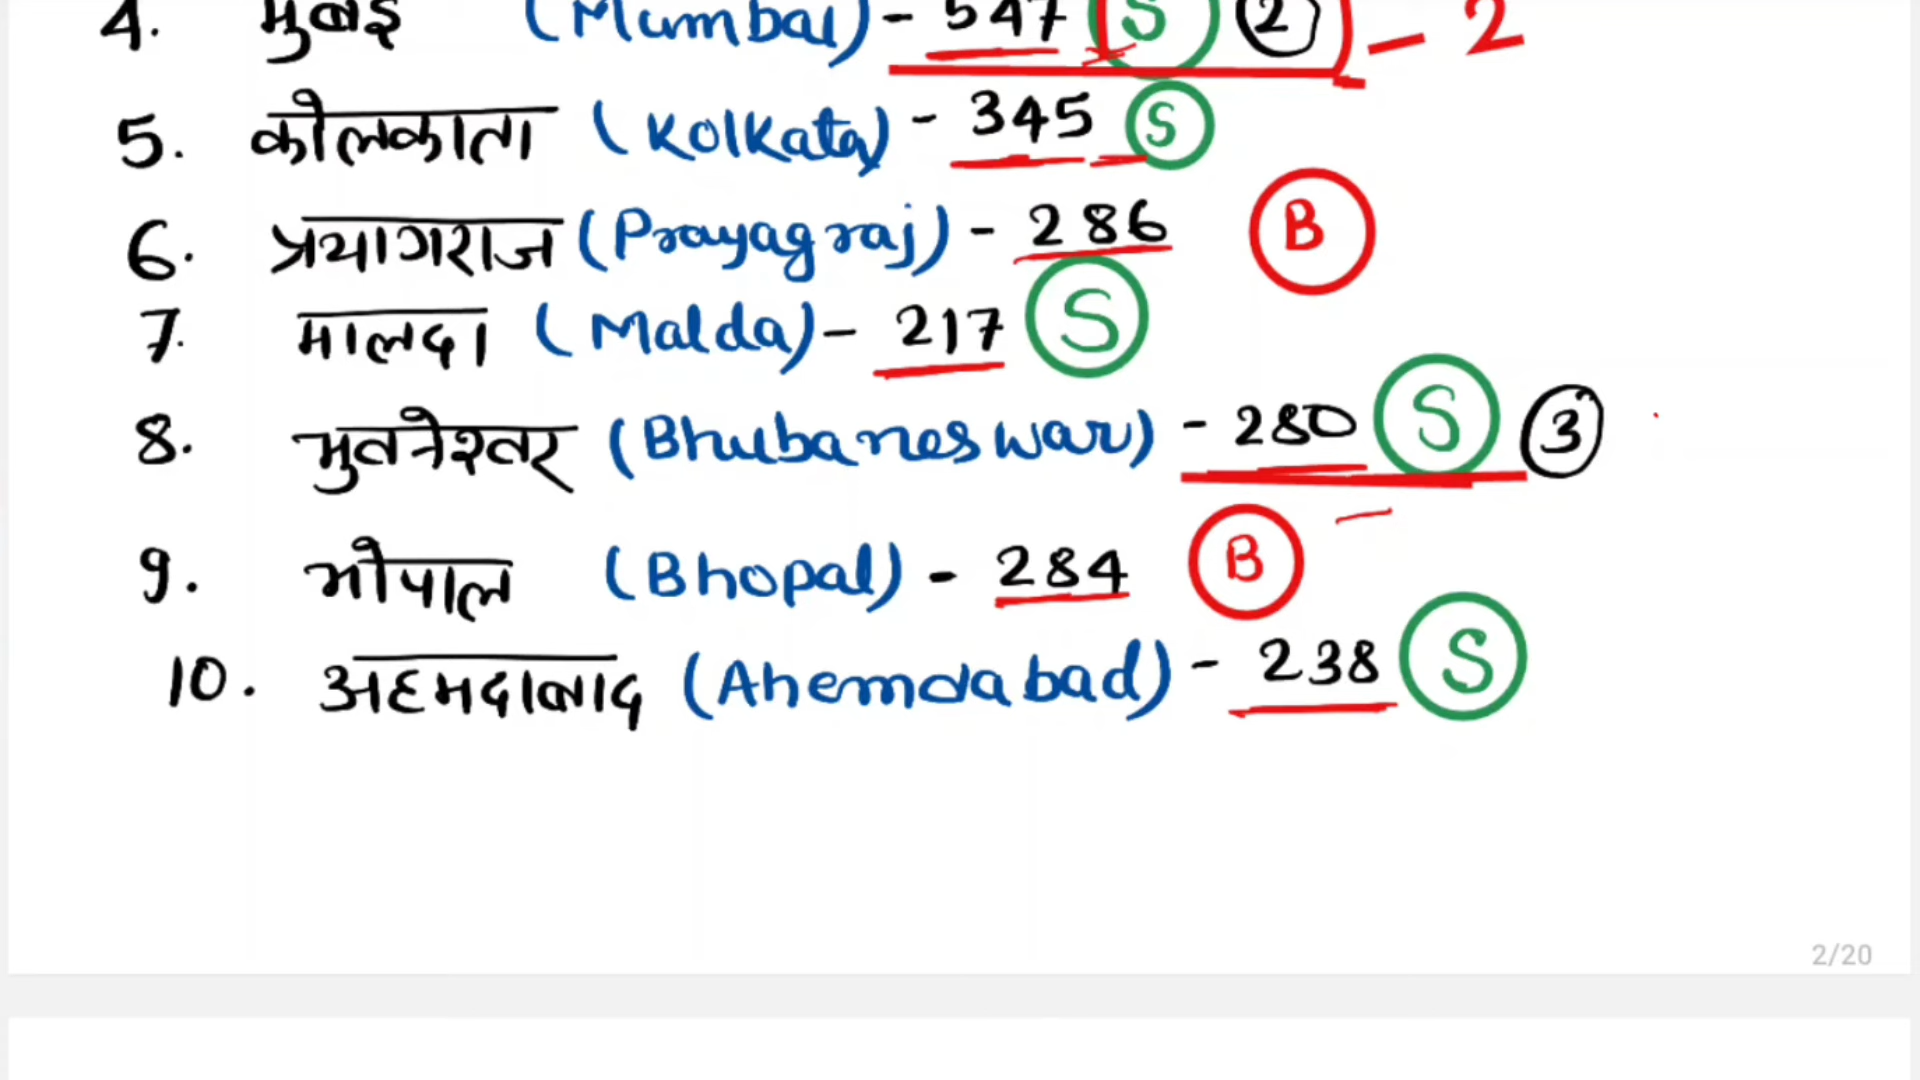 4. मुंबई (Mumbai) - 547 S 2 - 2
5. कोलकाता (Kolkata) - 345 S
6. प्रयागराज (Prayagraj) - 286 B
7. मालदा (Malda) - 217 S
8. भुवनेश्वर (Bhubaneswar) - 280 S 3
9. भोपाल (Bhopal) - 284 B
10. अहमदाबाद (Ahemdabad) - 238 S
2/20